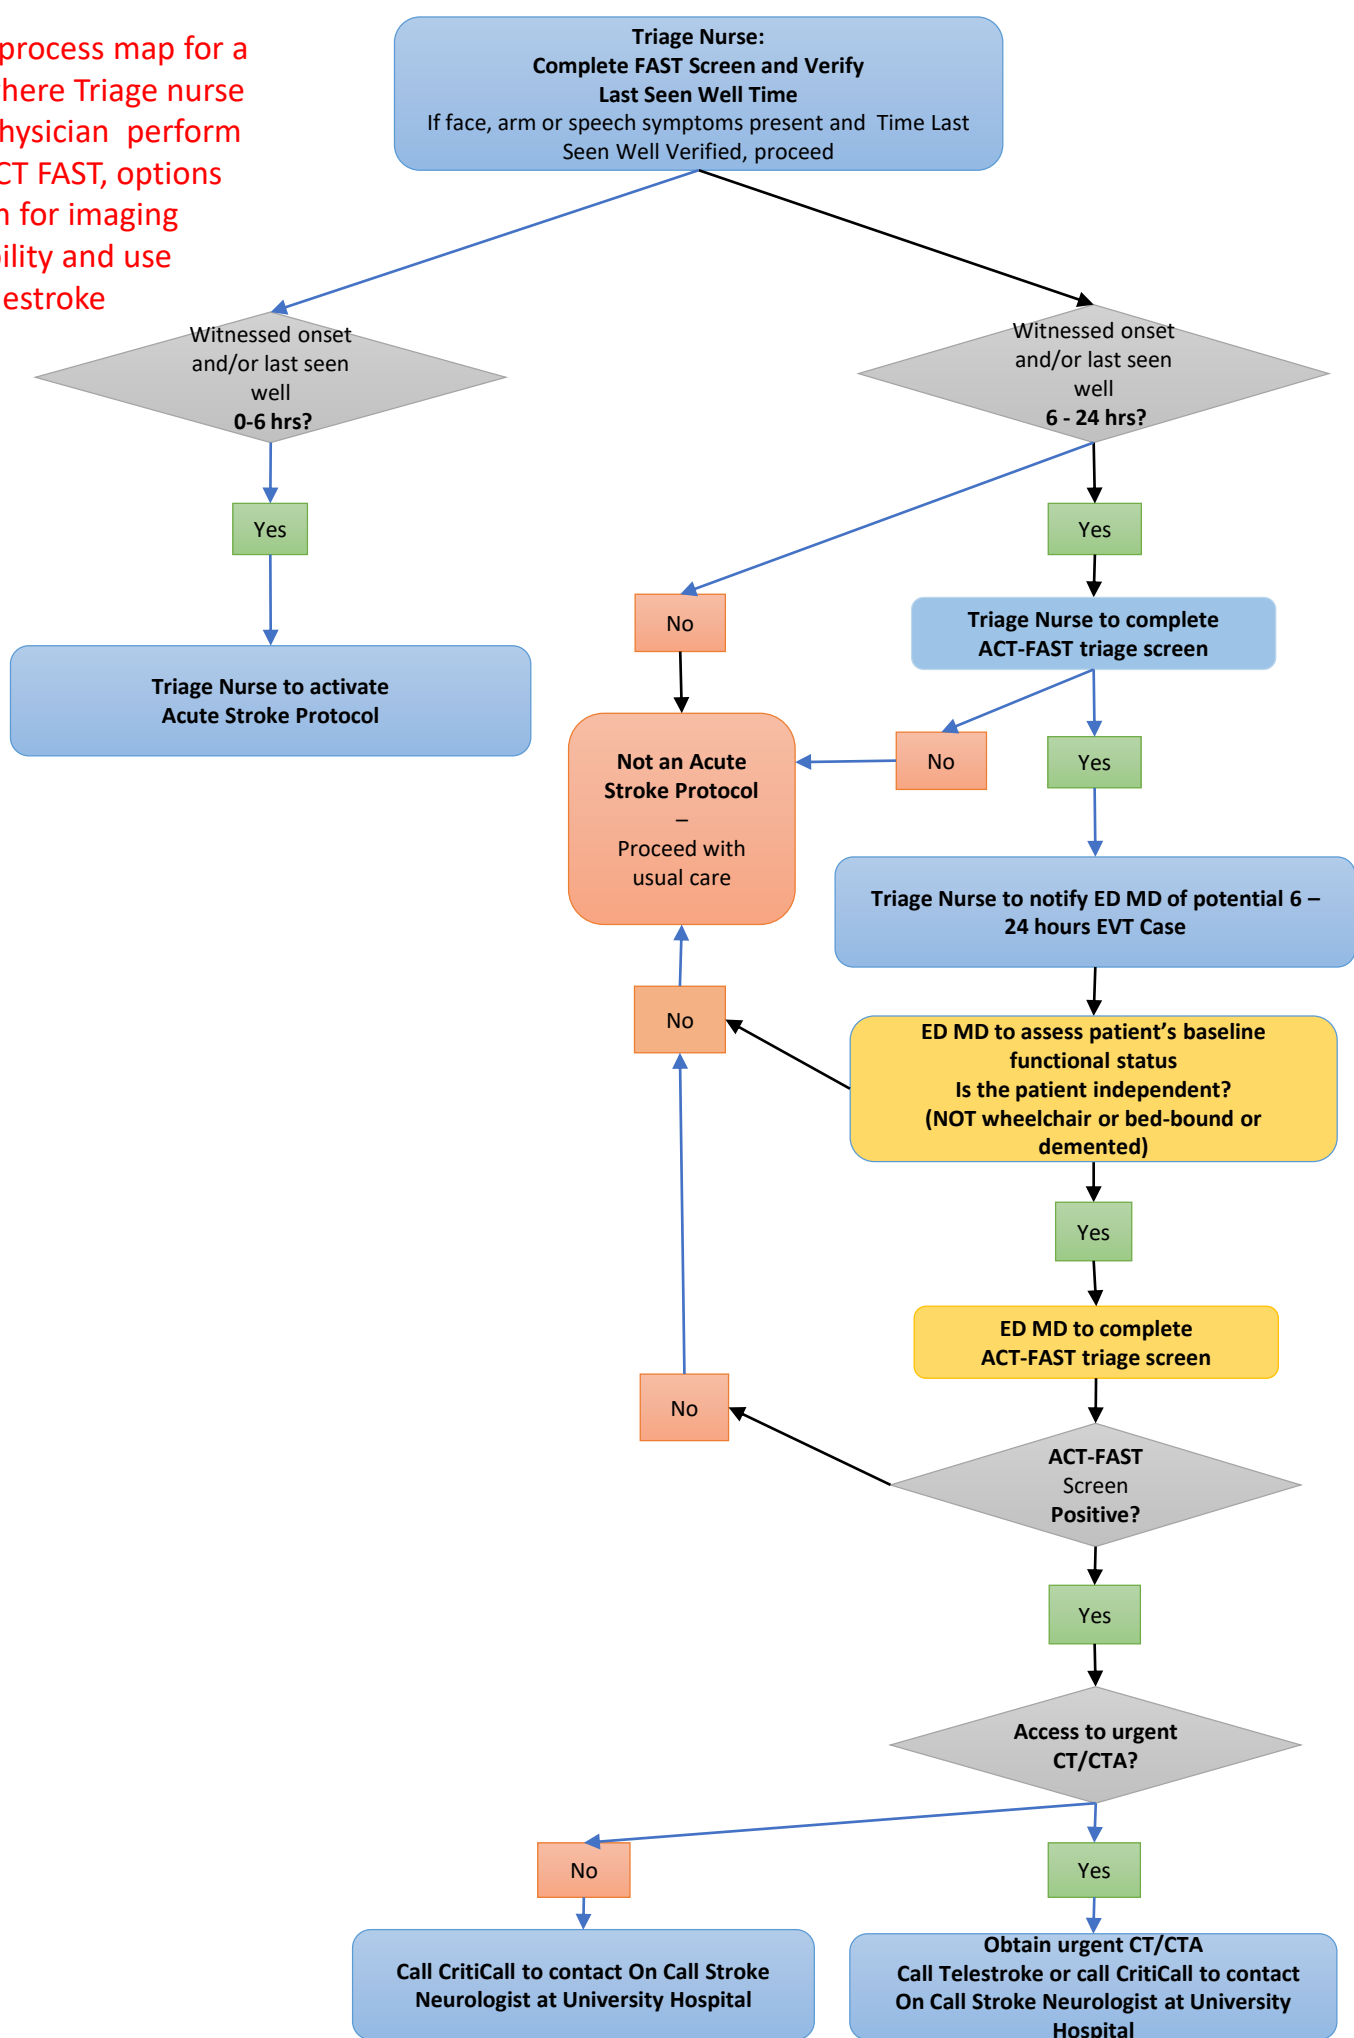 process map for a
here Triage nurse
hysician perform
CT FAST, options
for imaging
bility and use
lestroke
Triage Nurse:
Complete FAST Screen and Verify
Last Seen Well Time
If face, arm or speech symptoms present and Time Last
Seen Well Verified, proceed
Witnessed onset
and/or last seen
well
0-6 hrs?
Witnessed onset
and/or last seen
well
6 - 24 hrs?
Yes
Yes
No
Triage Nurse to complete
ACT-FAST triage screen
Triage Nurse to activate
Acute Stroke Protocol
No
Yes
Not an Acute
Stroke Protocol
–
Proceed with
usual care
Triage Nurse to notify ED MD of potential 6 –
24 hours EVT Case
No
ED MD to assess patient’s baseline
functional status
Is the patient independent?
(NOT wheelchair or bed-bound or
demented)
Yes
ED MD to complete
ACT-FAST triage screen
No
ACT-FAST
Screen
Positive?
Yes
Access to urgent
CT/CTA?
No
Yes
Call CritiCall to contact On Call Stroke
Neurologist at University Hospital
Obtain urgent CT/CTA
Call Telestroke or call CritiCall to contact
On Call Stroke Neurologist at University
Hospital